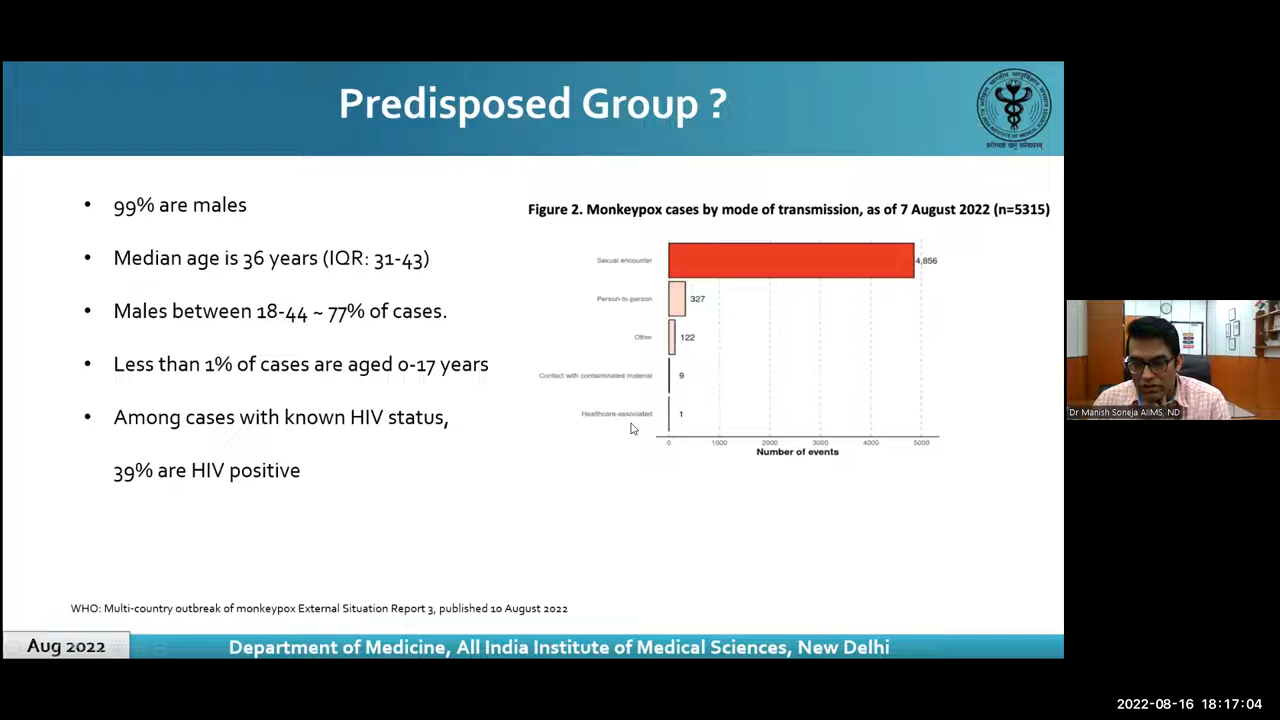 Predisposed Group ?
• 99% are males
• Median age is 36 years (IQR: 31-43)
• Males between 18-44 ~ 77% of cases.
• Less than 1% of cases are aged 0-17 years
• Among cases with known HIV status,
39% are HIV positive
Figure 2. Monkeypox cases by mode of transmission, as of 7 August 2022 (n=5315)
Sexual encounter 4,856
Person-to-person 327
Other 122
Contact with contaminated material 9
Healthcare-associated 1
0 1000 2000 3000 4000 5000
Number of events
WHO: Multi-country outbreak of monkeypox External Situation Report 3, published 10 August 2022
Aug 2022
Department of Medicine, All India Institute of Medical Sciences, New Delhi
Dr Manish Soneja AIIMS, ND
2022-08-16 18:17:04